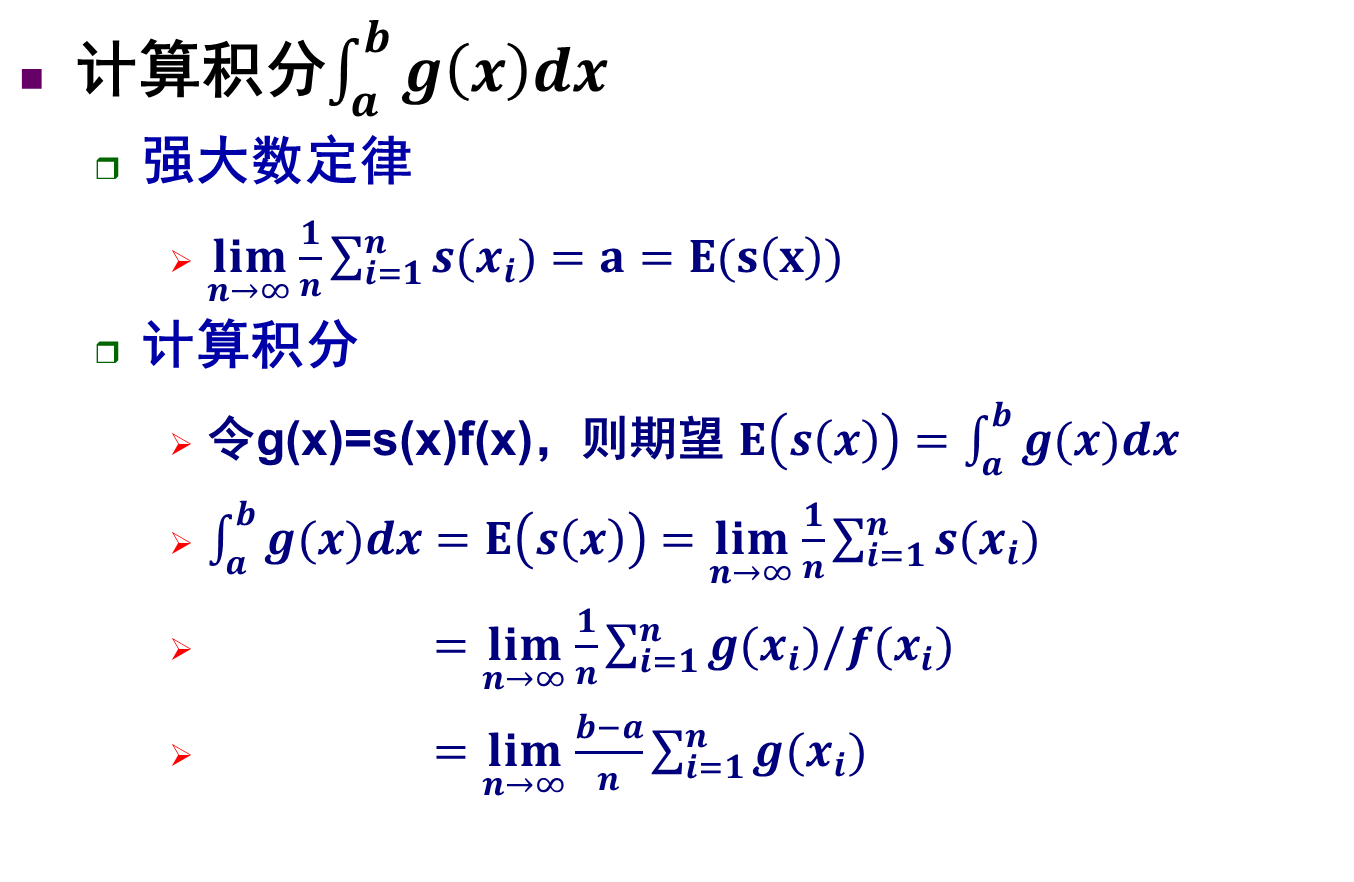 计算积分∫_a^b g(x)dx
强大数定律
lim_{n→∞} 1/n ∑_{i=1}^n s(x_i) = a = E(s(x))
计算积分
令g(x)=s(x)f(x)，则期望 E(s(x)) = ∫_a^b g(x)dx
∫_a^b g(x)dx = E(s(x)) = lim_{n→∞} 1/n ∑_{i=1}^n s(x_i)
= lim_{n→∞} 1/n ∑_{i=1}^n g(x_i)/f(x_i)
= lim_{n→∞} (b−a)/n ∑_{i=1}^n g(x_i)